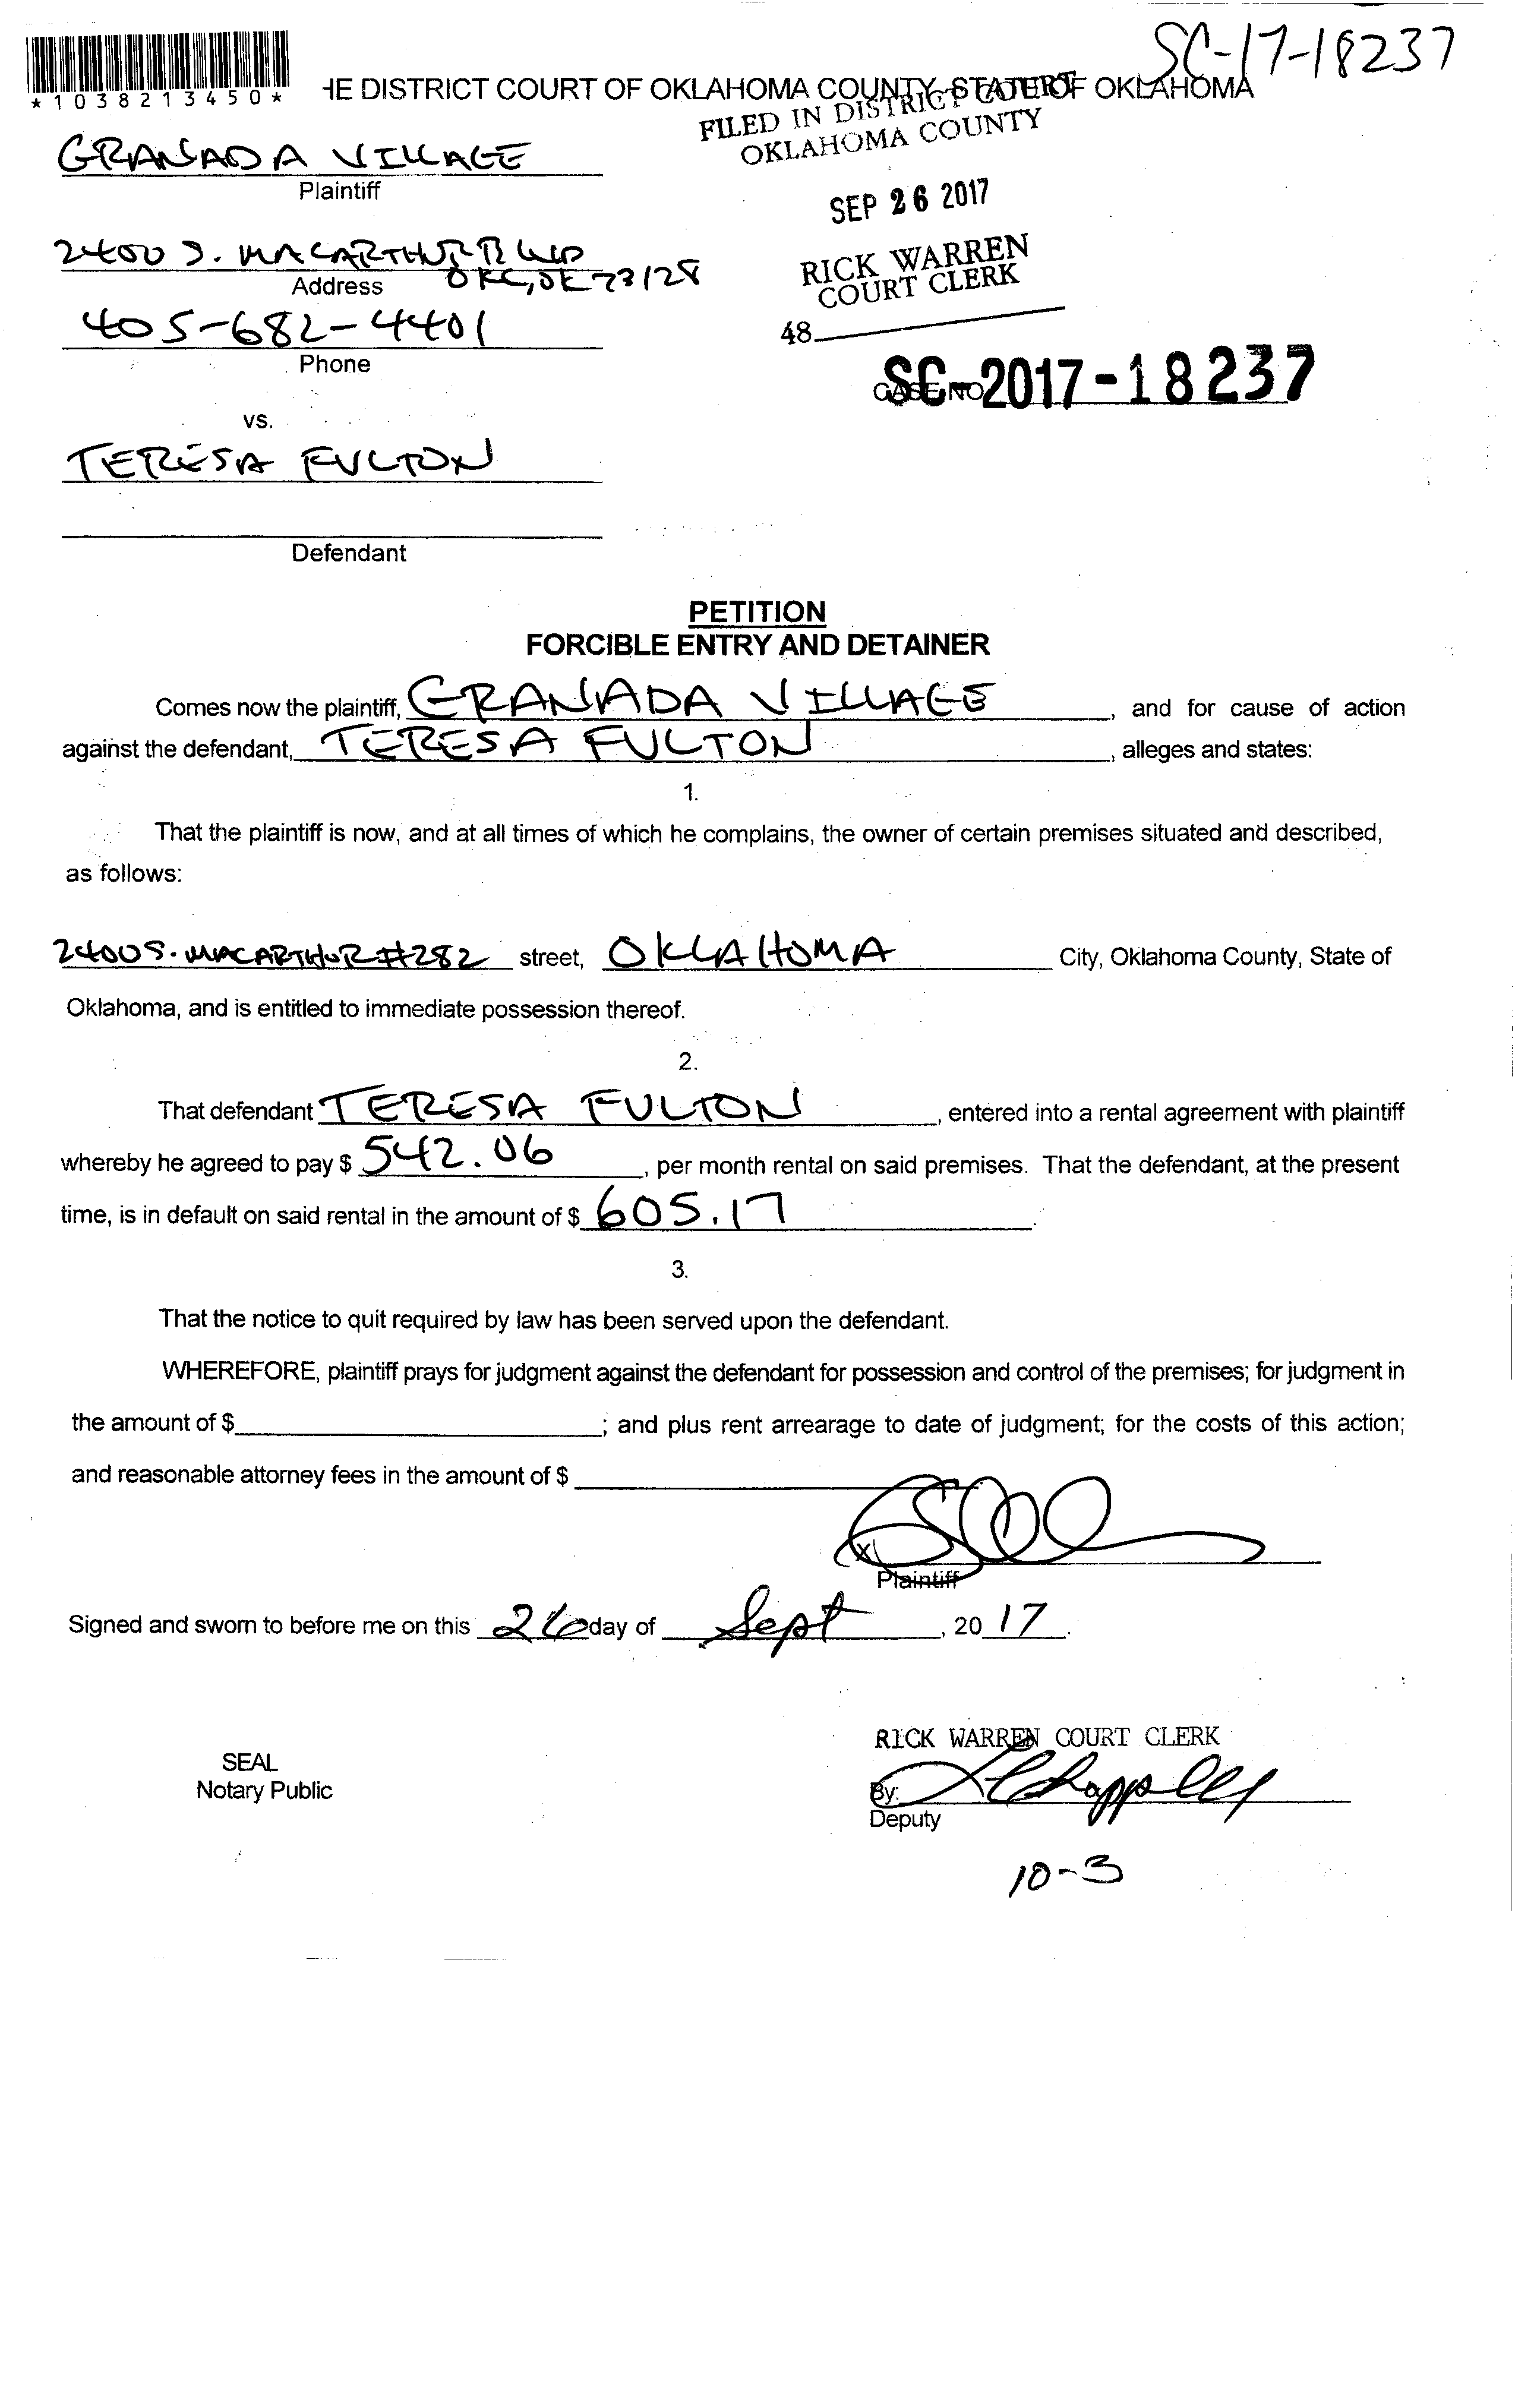 SC-17-18237
*1038213450*
HE DISTRICT COURT OF OKLAHOMA COUNTY, STATE OF OKLAHOMA
FILED IN DISTRICT COURT
OKLAHOMA COUNTY
GRANADA VILLAGE
Plaintiff
SEP 26 2017
2400 S. MACARTHUR BLVD
OKC, OK 73128
Address
RICK WARREN
COURT CLERK
405-682-4401
Phone
48
SC-2017-18237
CASE NO
vs.
TERESA FULTON
Defendant
PETITION
FORCIBLE ENTRY AND DETAINER
Comes now the plaintiff, GRANADA VILLAGE, and for cause of action
against the defendant, TERESA FULTON, alleges and states:
1.
That the plaintiff is now, and at all times of which he complains, the owner of certain premises situated and described,
as follows:
2400 S. MACARTHUR #282 street, OKLAHOMA City, Oklahoma County, State of
Oklahoma, and is entitled to immediate possession thereof.
2.
That defendant TERESA FULTON, entered into a rental agreement with plaintiff
whereby he agreed to pay $ 542.06, per month rental on said premises. That the defendant, at the present
time, is in default on said rental in the amount of $ 605.17.
3.
That the notice to quit required by law has been served upon the defendant.
WHEREFORE, plaintiff prays for judgment against the defendant for possession and control of the premises; for judgment in
the amount of $; and plus rent arrearage to date of judgment; for the costs of this action;
and reasonable attorney fees in the amount of $
(x)
Plaintiff
Signed and sworn to before me on this 26 day of Sept, 2017.
RICK WARREN COURT CLERK
SEAL
Notary Public
By:
Deputy
10-3